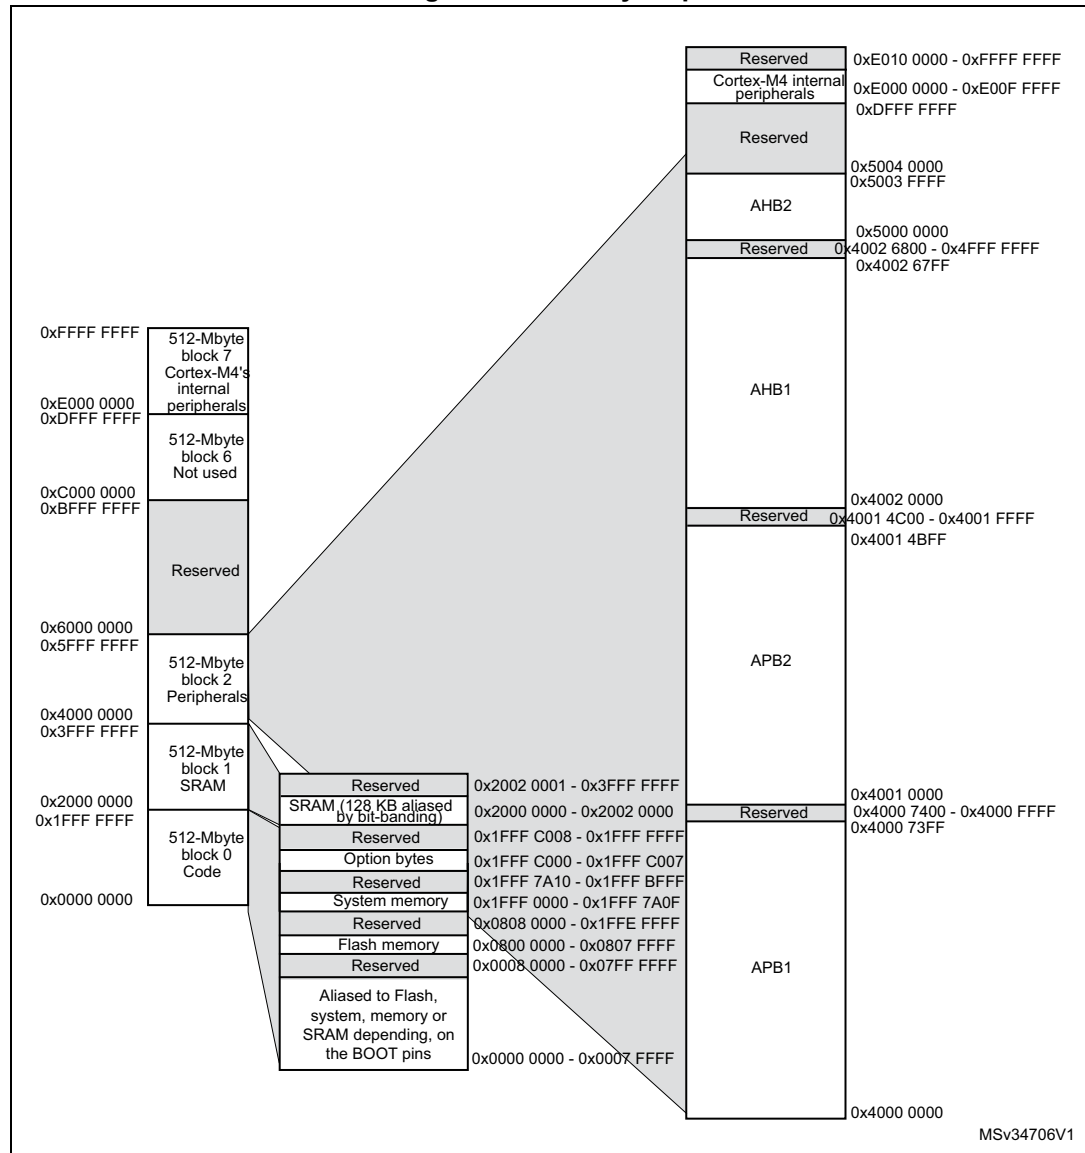 Reserved 0xE010 0000 - 0xFFFF FFFF
Cortex-M4 internal
peripherals
0xE000 0000 - 0xE00F FFFF
0xDFFF FFFF
Reserved
0x5004 0000
0x5003 FFFF
AHB2
0x5000 0000
Reserved 0x4002 6800 - 0x4FFF FFFF
0x4002 67FF
AHB1
0x4002 0000
Reserved 0x4001 4C00 - 0x4001 FFFF
0x4001 4BFF
APB2
0x4001 0000
Reserved 0x4000 7400 - 0x4000 FFFF
0x4000 73FF
APB1
0x4000 0000
0xFFFF FFFF
512-Mbyte
block 7
Cortex-M4's
internal
peripherals
0xE000 0000
0xDFFF FFFF
512-Mbyte
block 6
Not used
0xC000 0000
0xBFFF FFFF
Reserved
0x6000 0000
0x5FFF FFFF
512-Mbyte
block 2
Peripherals
0x4000 0000
0x3FFF FFFF
512-Mbyte
block 1
SRAM
0x2000 0000
0x1FFF FFFF
512-Mbyte
block 0
Code
0x0000 0000
Reserved 0x2002 0001 - 0x3FFF FFFF
SRAM (128 KB aliased
by bit-banding)
0x2000 0000 - 0x2002 0000
Reserved 0x1FFF C008 - 0x1FFF FFFF
Option bytes 0x1FFF C000 - 0x1FFF C007
Reserved 0x1FFF 7A10 - 0x1FFF BFFF
System memory 0x1FFF 0000 - 0x1FFF 7A0F
Reserved 0x0808 0000 - 0x1FFE FFFF
Flash memory 0x0800 0000 - 0x0807 FFFF
Reserved 0x0008 0000 - 0x07FF FFFF
Aliased to Flash,
system, memory or
SRAM depending, on
the BOOT pins
0x0000 0000 - 0x0007 FFFF
MSv34706V1